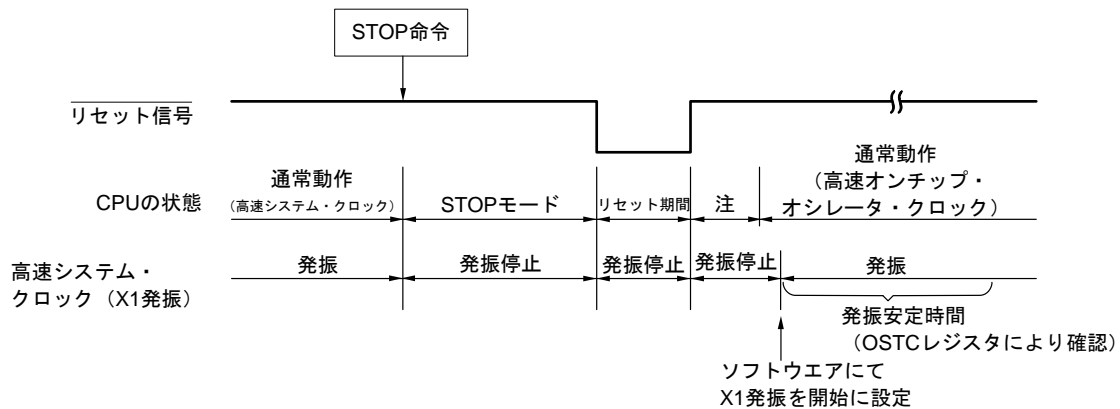 STOP命令
リセット信号
CPUの状態
通常動作
(高速システム・クロック)
STOPモード
リセット期間
注
通常動作
(高速オンチップ・
オシレータ・クロック)
高速システム・
クロック（X1発振）
発振
発振停止
発振停止
発振停止
発振
発振安定時間
（OSTCレジスタにより確認）
ソフトウエアにて
X1発振を開始に設定